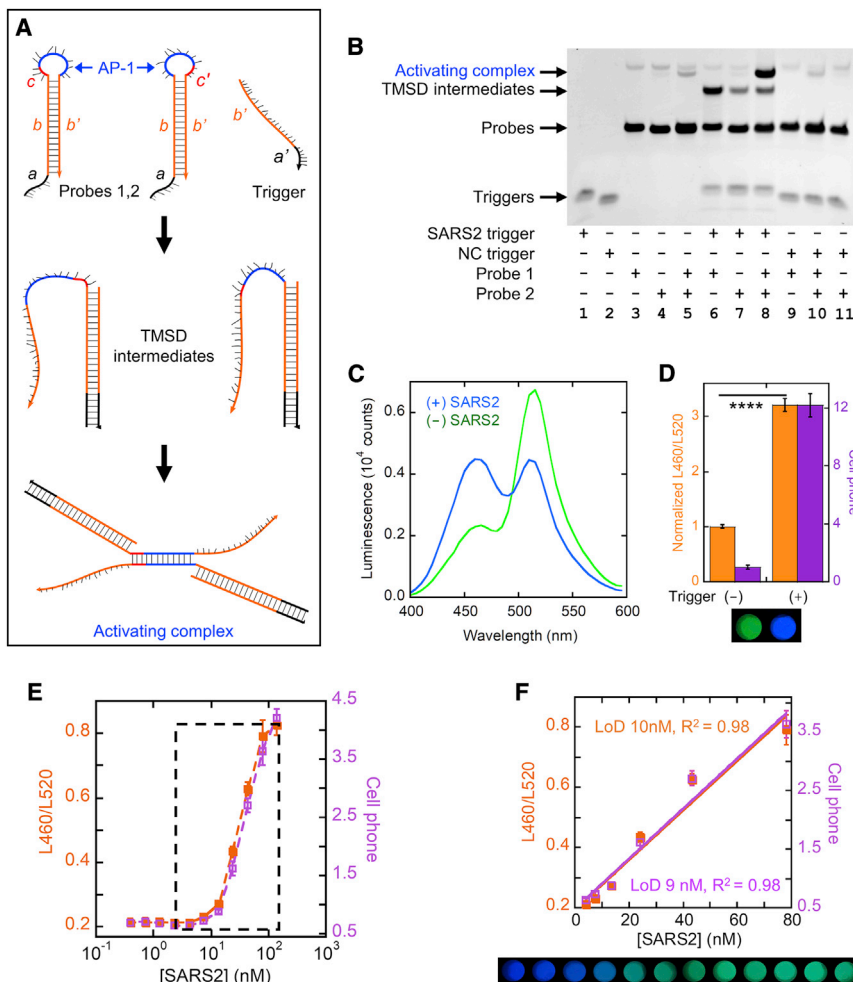 A
c
AP-1
c'
b
b'
b
b'
b'
a
Probes 1,2
a'
Trigger
TMSD
intermediates
Activating complex
B
Activating complex
TMSD intermediates
Probes
Triggers
SARS2 trigger + - - - - + + + - - -
NC trigger - + - - - - - - + + +
Probe 1 - - + - + + - + + + -
Probe 2 - - - + + - + + - + +
1 2 3 4 5 6 7 8 9 10 11
C
(+) SARS2
(−) SARS2
Luminescence (10⁴ counts)
0.6
0.4
0.2
0.0
400 450 500 550 600
Wavelength (nm)
D
****
Normalized L460/L520
3
2
1
0
12
8
4
0
Cell phone
Trigger (−) (+)
E
L460/L520
0.8
0.6
0.4
0.2
4.5
3.5
2.5
1.5
0.5
Cell phone
10⁻¹ 10⁰ 10¹ 10² 10³
[SARS2] (nM)
F
LoD 10nM, R² = 0.98
LoD 9 nM, R² = 0.98
L460/L520
0.8
0.6
0.4
0.2
3.5
2.5
1.5
0.5
Cell phone
0 20 40 60 80
[SARS2] (nM)